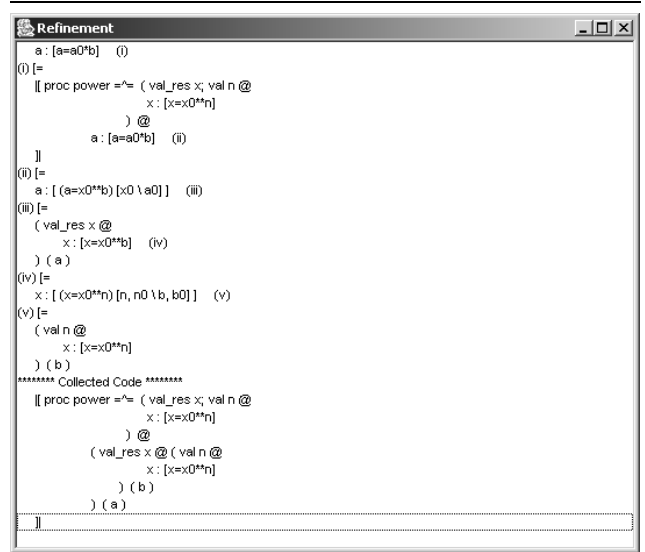 Refinement
a : [a=a0*b] (i)
(i) [=
|[ proc power =^= ( val_res x; val n @
x : [x=x0**n]
) @
a : [a=a0*b] (ii)
]|
(ii) [=
a : [ (a=x0**b) [x0 \ a0] ] (iii)
(iii) [=
( val_res x @
x : [x=x0**b] (iv)
) ( a )
(iv) [=
x : [ (x=x0**n) [n, n0 \ b, b0] ] (v)
(v) [=
( val n @
x : [x=x0**n]
) ( b )
******** Collected Code ********
|[ proc power =^= ( val_res x; val n @
x : [x=x0**n]
) @
( val_res x @ ( val n @
x : [x=x0**n]
) ( b )
) ( a )
]|